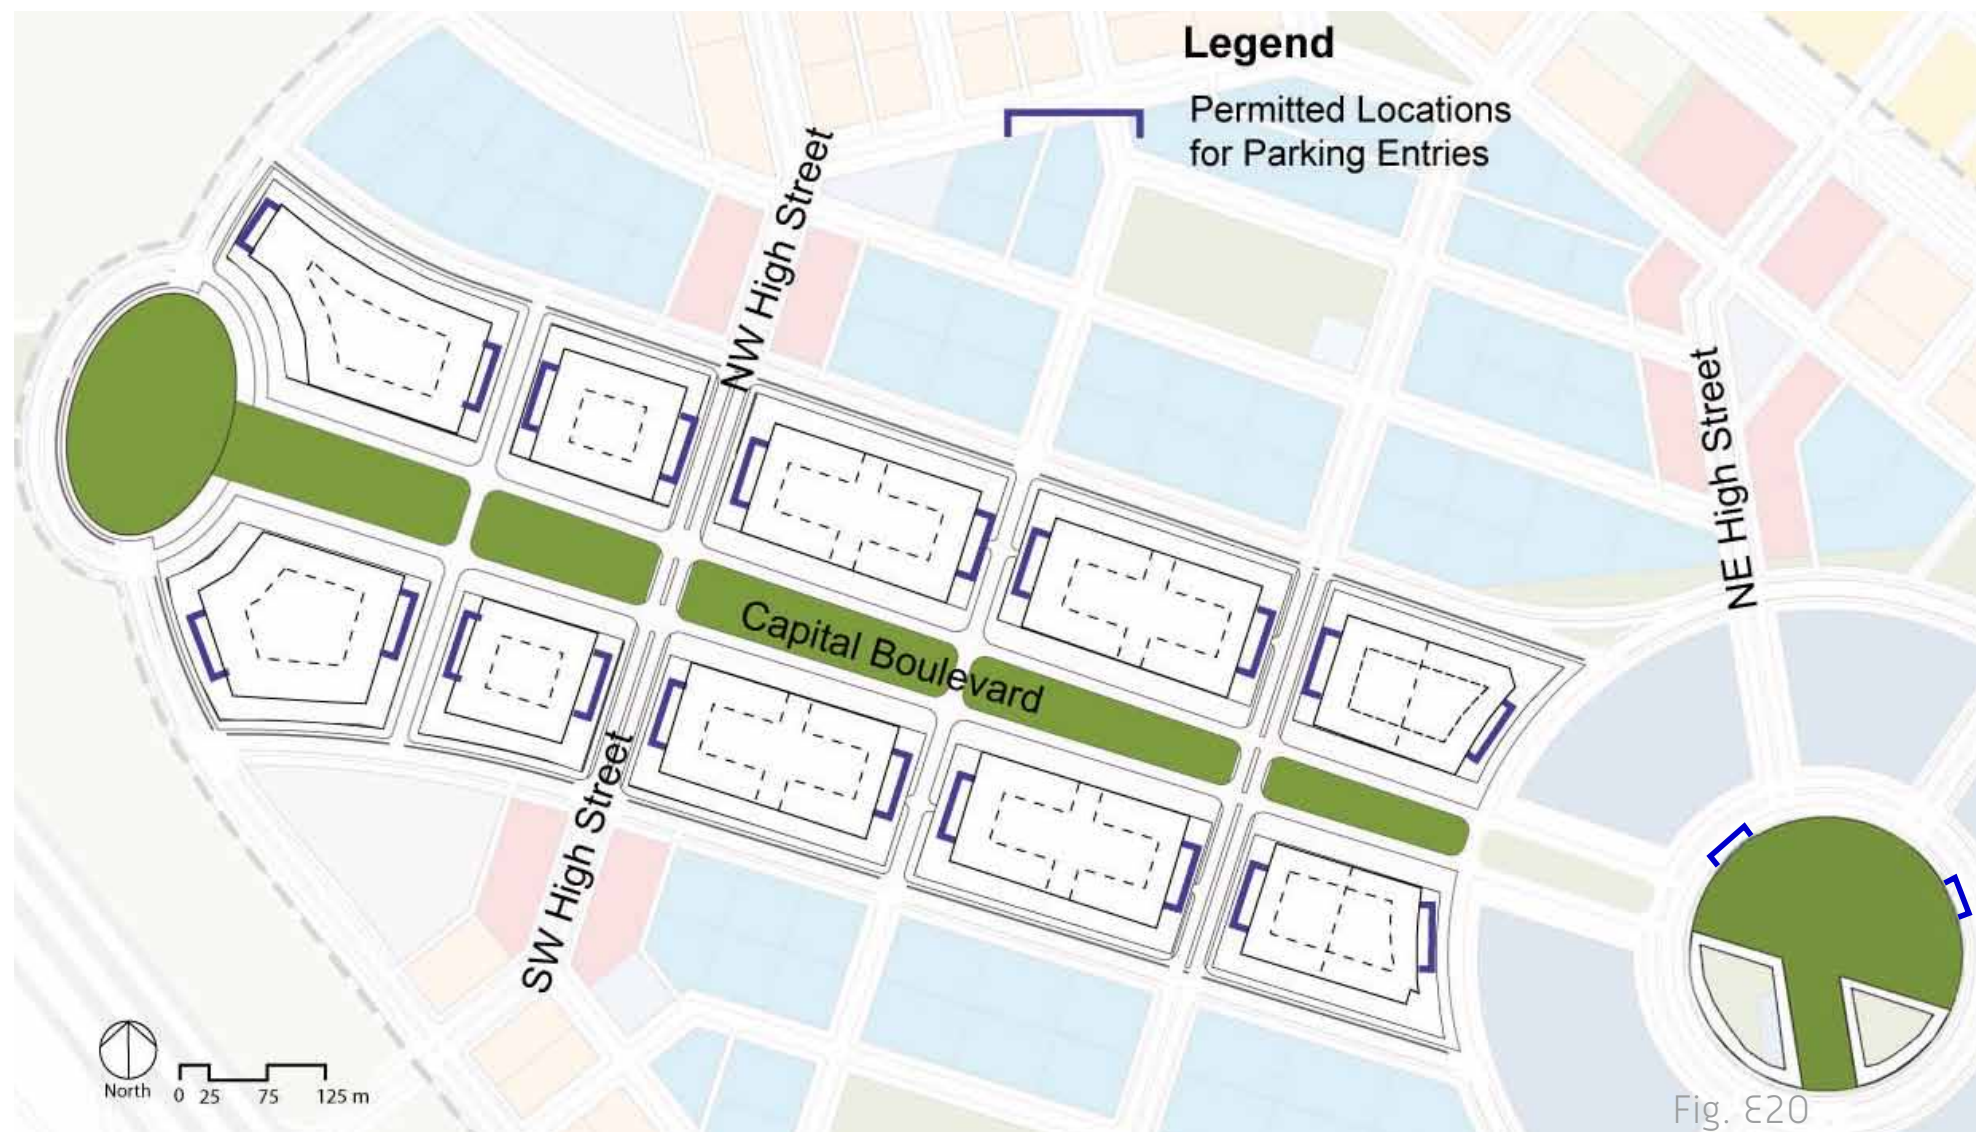 Legend
Permitted Locations
for Parking Entries
NW High Street
NE High Street
Capital Boulevard
SW High Street
North
0 25 75 125 m
Fig. E20